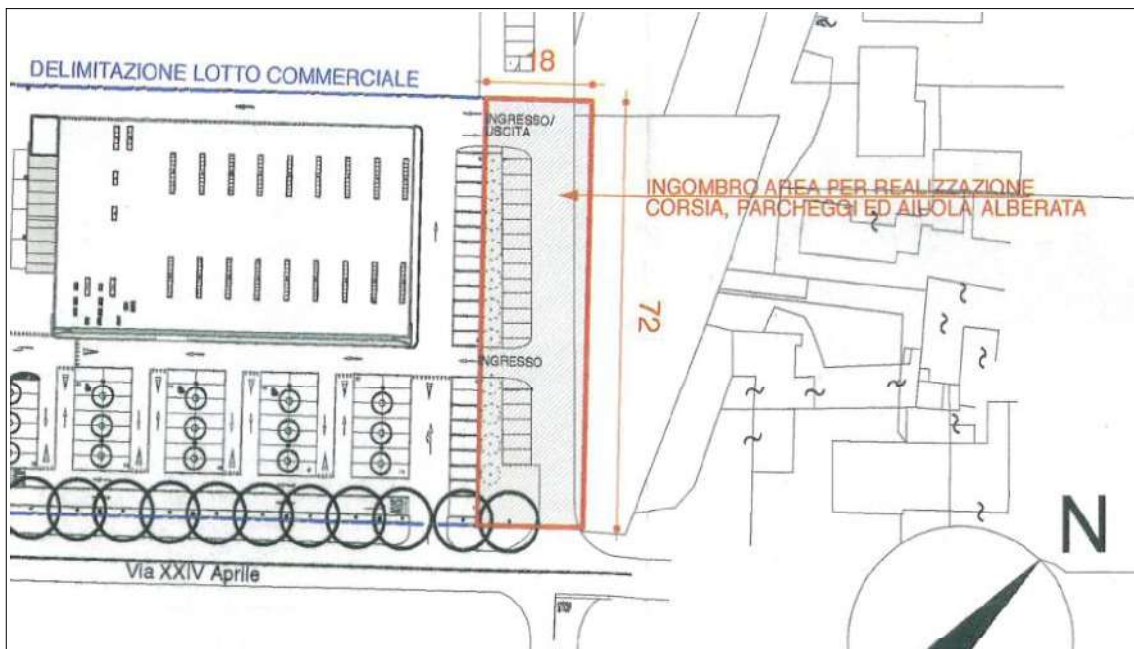 18
DELIMITAZIONE LOTTO COMMERCIALE
INGRESSO/
USCITA
INGOMBRO AREA PER REALIZZAZIONE
CORSIA, PARCHEGGI ED AIUOLA ALBERATA
72
INGRESSO
N
Via XXIV Aprile
STOP